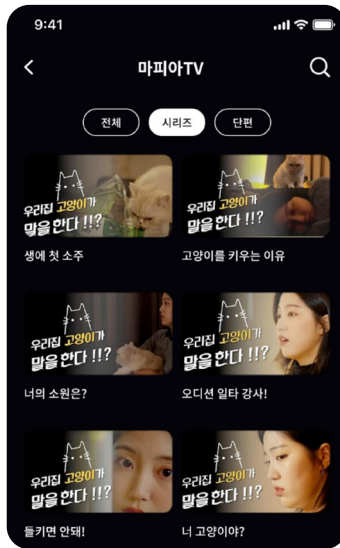 9:41
마피아TV
전체 시리즈 단편
우리집 고양이가
말을 한다 !!?
우리집 고양이가
말을 한다 !!?
생에 첫 소주 고양이를 키우는 이유
우리집 고양이가
말을 한다 !!?
우리집 고양이가
말을 한다 !!?
너의 소원은? 오디션 일타 강사!
우리집 고양이가
말을 한다 !!?
우리집 고양이가
말을 한다 !!?
들키면 안돼! 너 고양이야?